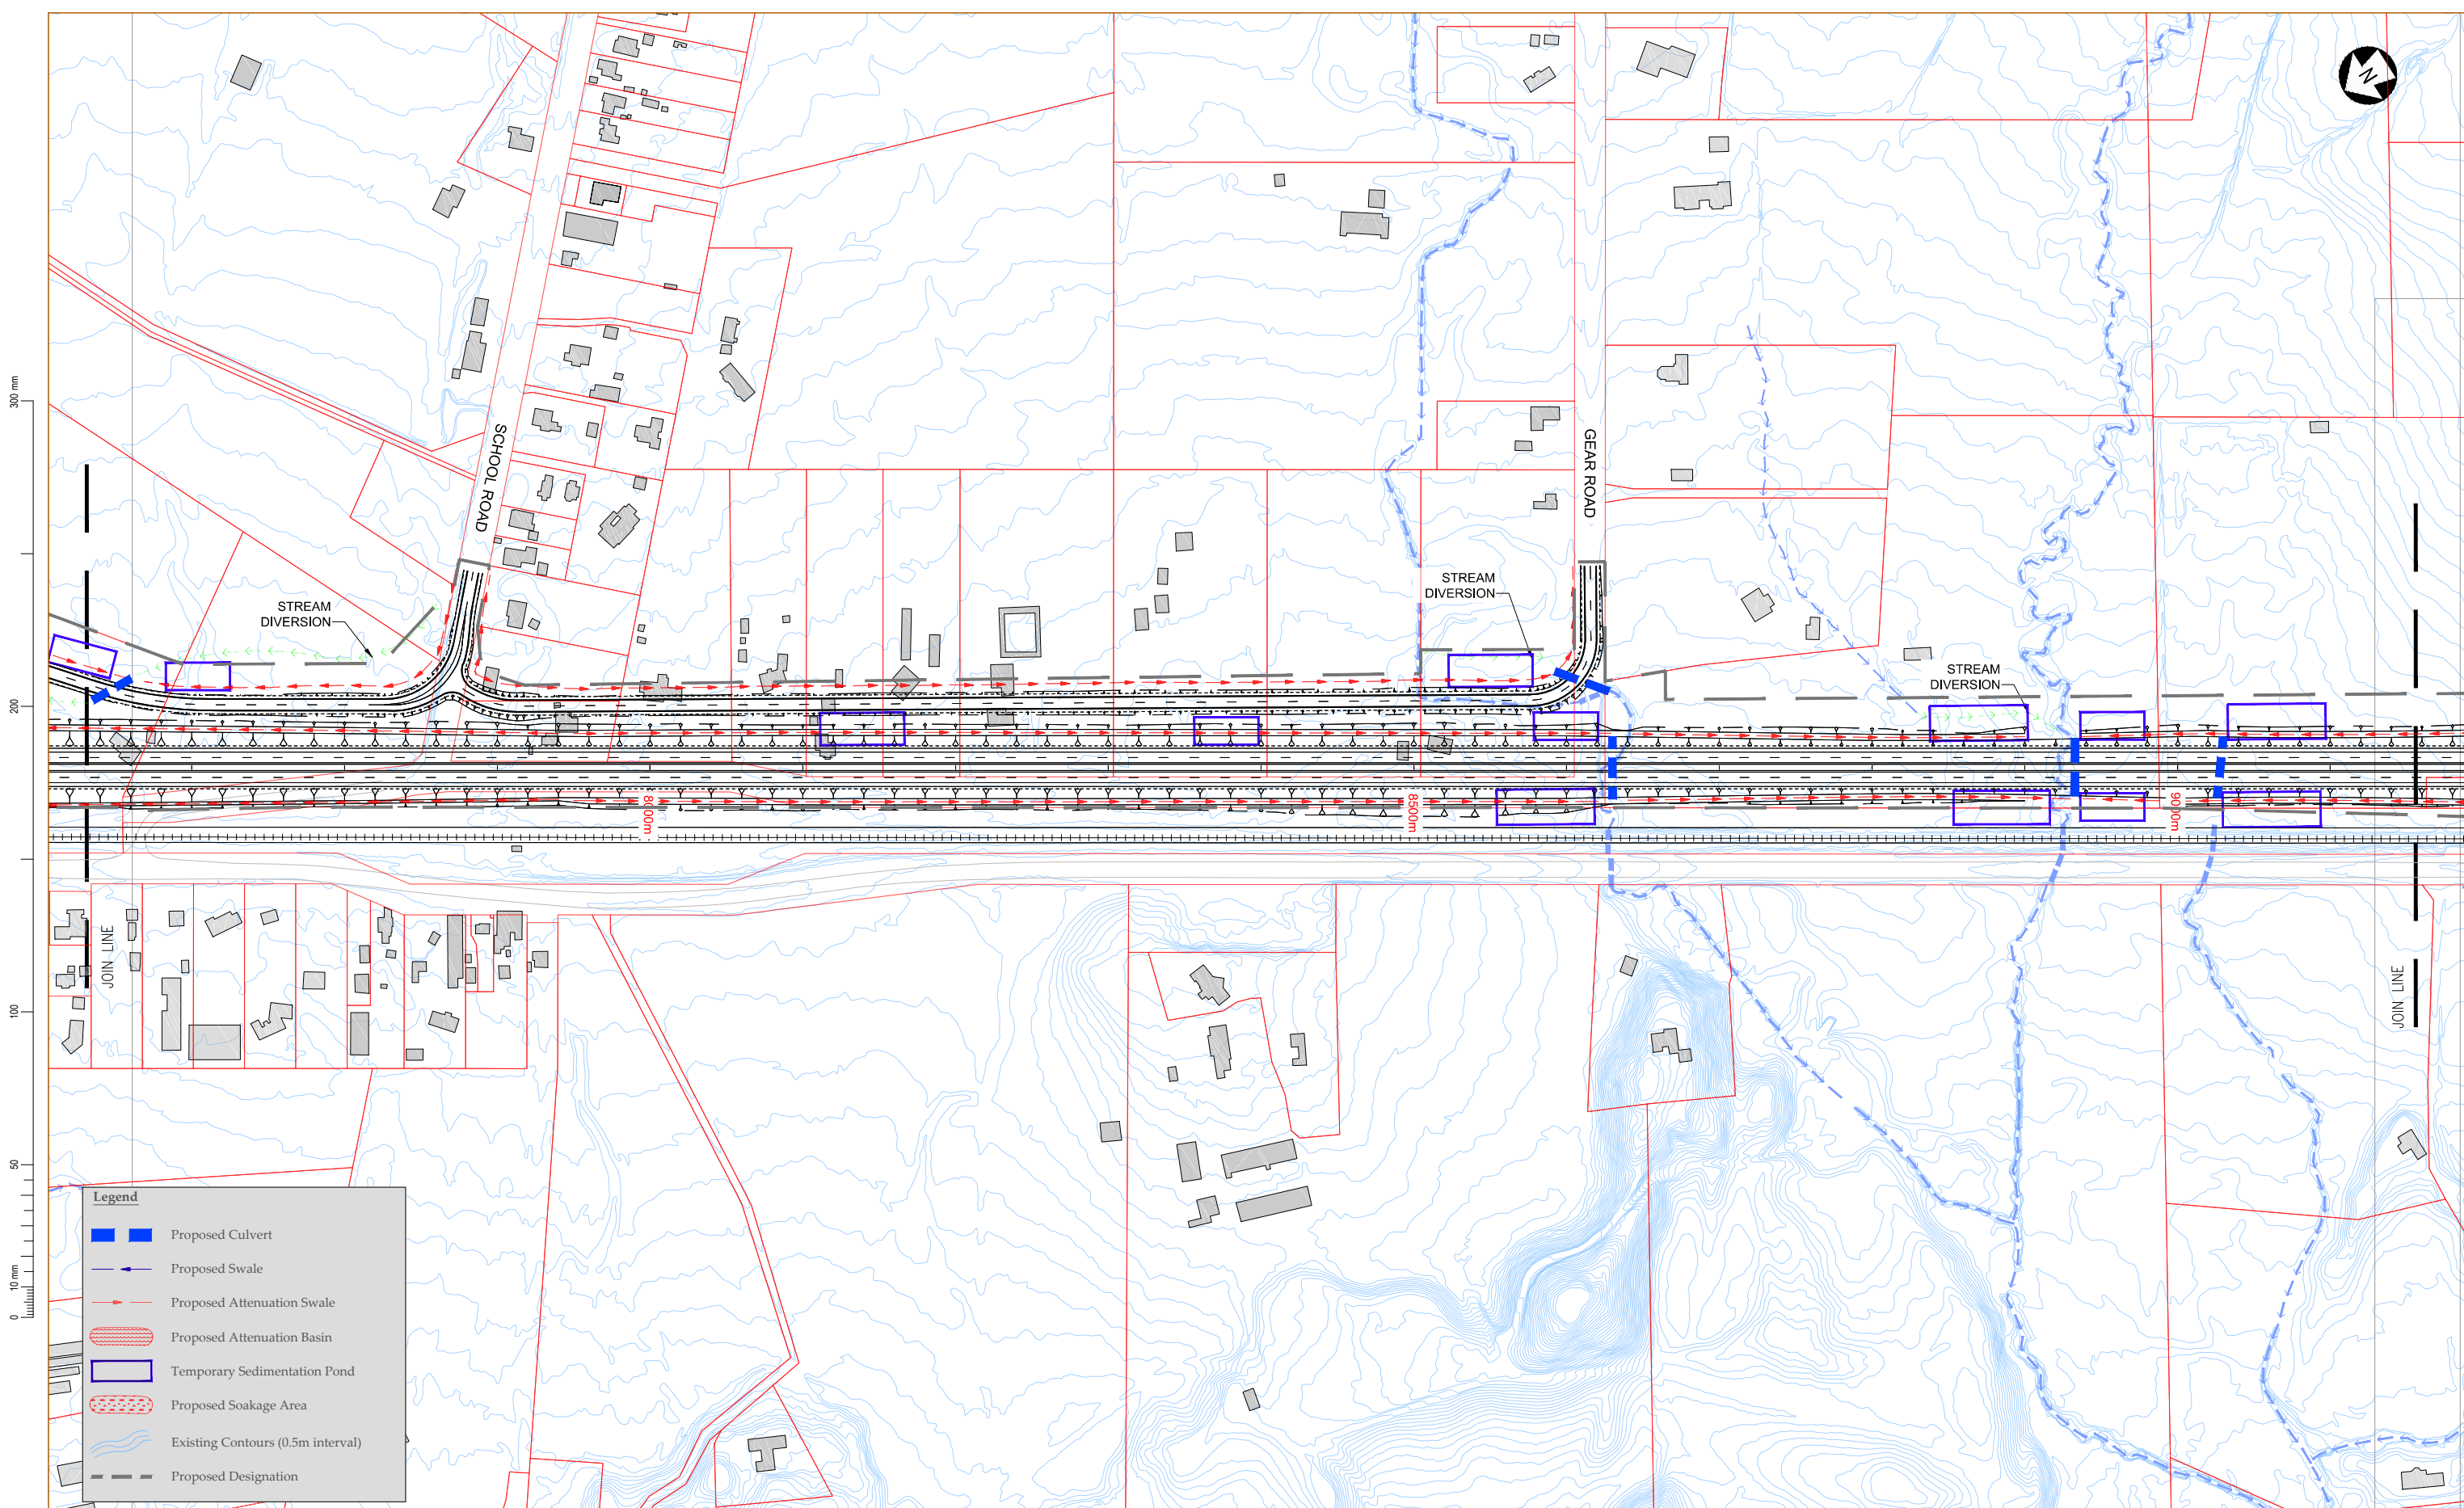 N
300 mm
200
100
50
10 mm
0
SCHOOL ROAD
GEAR ROAD
STREAM
DIVERSION
STREAM
DIVERSION
STREAM
DIVERSION
8000m
8500m
9000m
JOIN LINE
JOIN LINE
Legend
Proposed Culvert
Proposed Swale
Proposed Attenuation Swale
Proposed Attenuation Basin
Temporary Sedimentation Pond
Proposed Soakage Area
Existing Contours (0.5m interval)
Proposed Designation